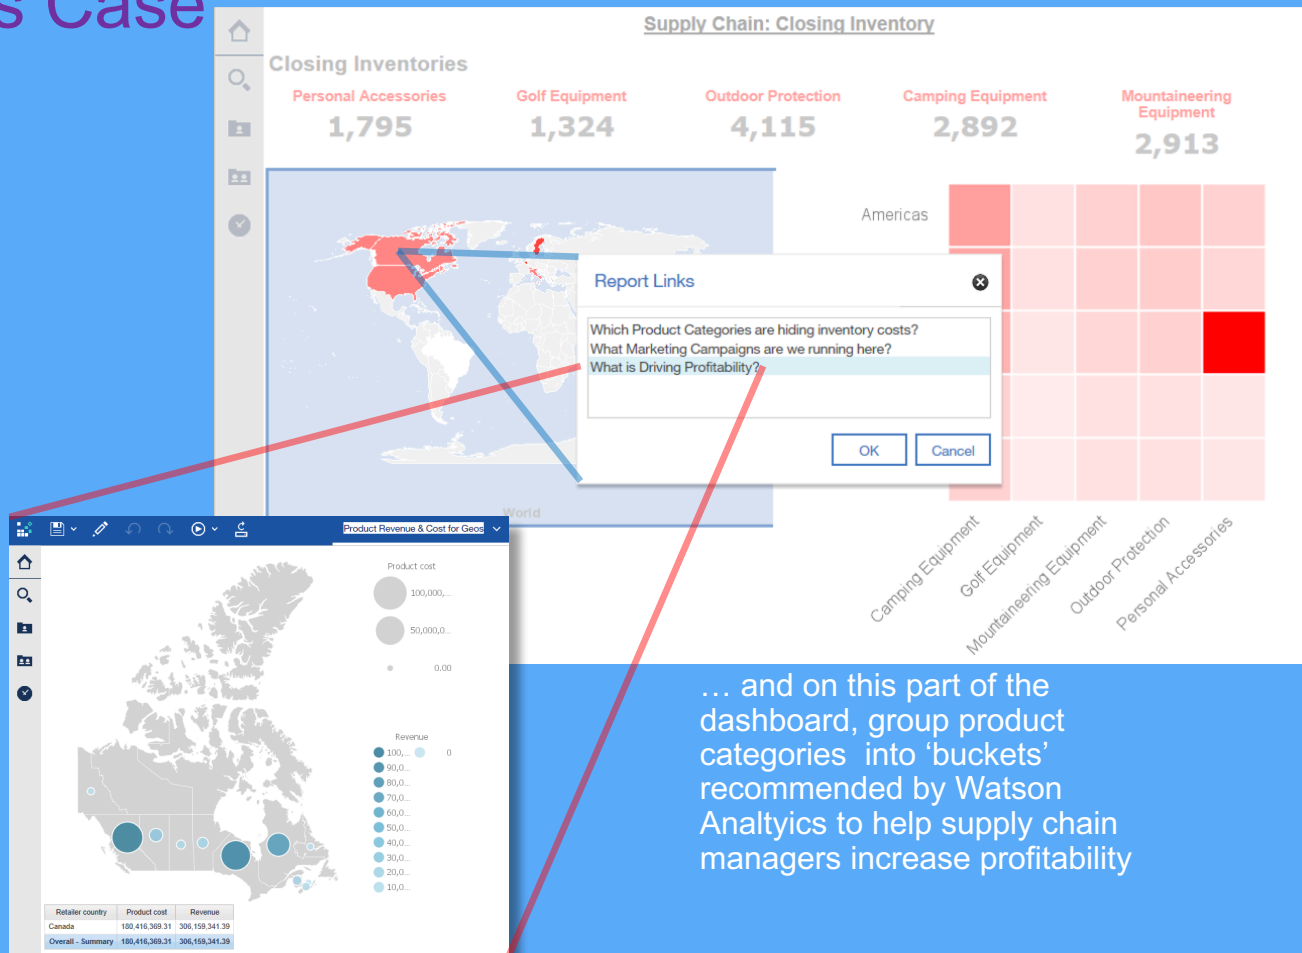 s Case
Supply Chain: Closing Inventory
Closing Inventories
Personal Accessories
1,795
Golf Equipment
1,324
Outdoor Protection
4,115
Camping Equipment
2,892
Mountaineering
Equipment
2,913
Americas
Report Links
Which Product Categories are hiding inventory costs?
What Marketing Campaigns are we running here?
What is Driving Profitability?
OK
Cancel
World
Camping Equipment
Golf Equipment
Mountaineering Equipment
Outdoor Protection
Personal Accessories
Product Revenue & Cost for Geos
Product cost
100,000,...
50,000,0...
0.00
Revenue
100,... 0
90,0...
80,0...
70,0...
60,0...
50,0...
40,0...
30,0...
20,0...
10,0...
Retailer country Product cost Revenue
Canada 180,416,369.31 306,159,341.39
Overall - Summary 180,416,369.31 306,159,341.39
… and on this part of the
dashboard, group product
categories into ‘buckets’
recommended by Watson
Analtyics to help supply chain
managers increase profitability